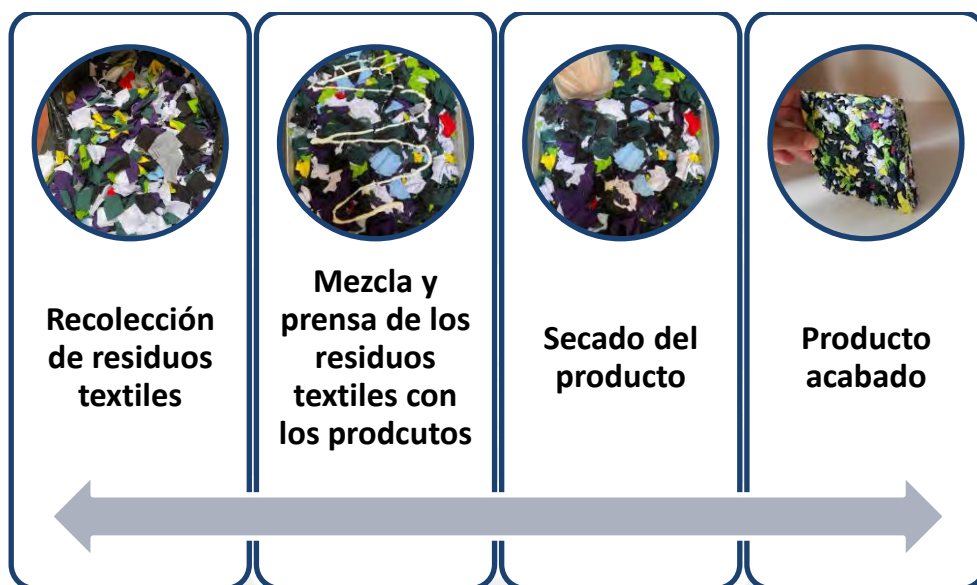 Recolección
de residuos
textiles
Mezcla y
prensa de los
residuos
textiles con
los prodcutos
Secado del
producto
Producto
acabado